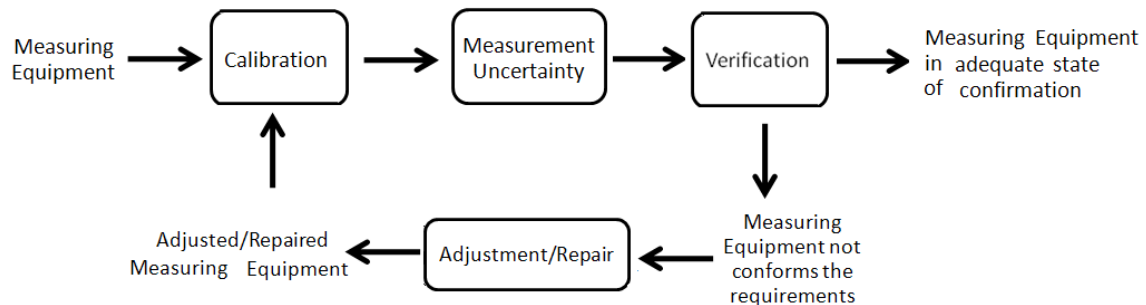 Measuring
Equipment
Calibration
Measurement
Uncertainty
Verification
Measuring Equipment
in adequate state
of confirmation
Measuring
Equipment not
conforms the
requirements
Adjustment/Repair
Adjusted/Repaired
Measuring Equipment